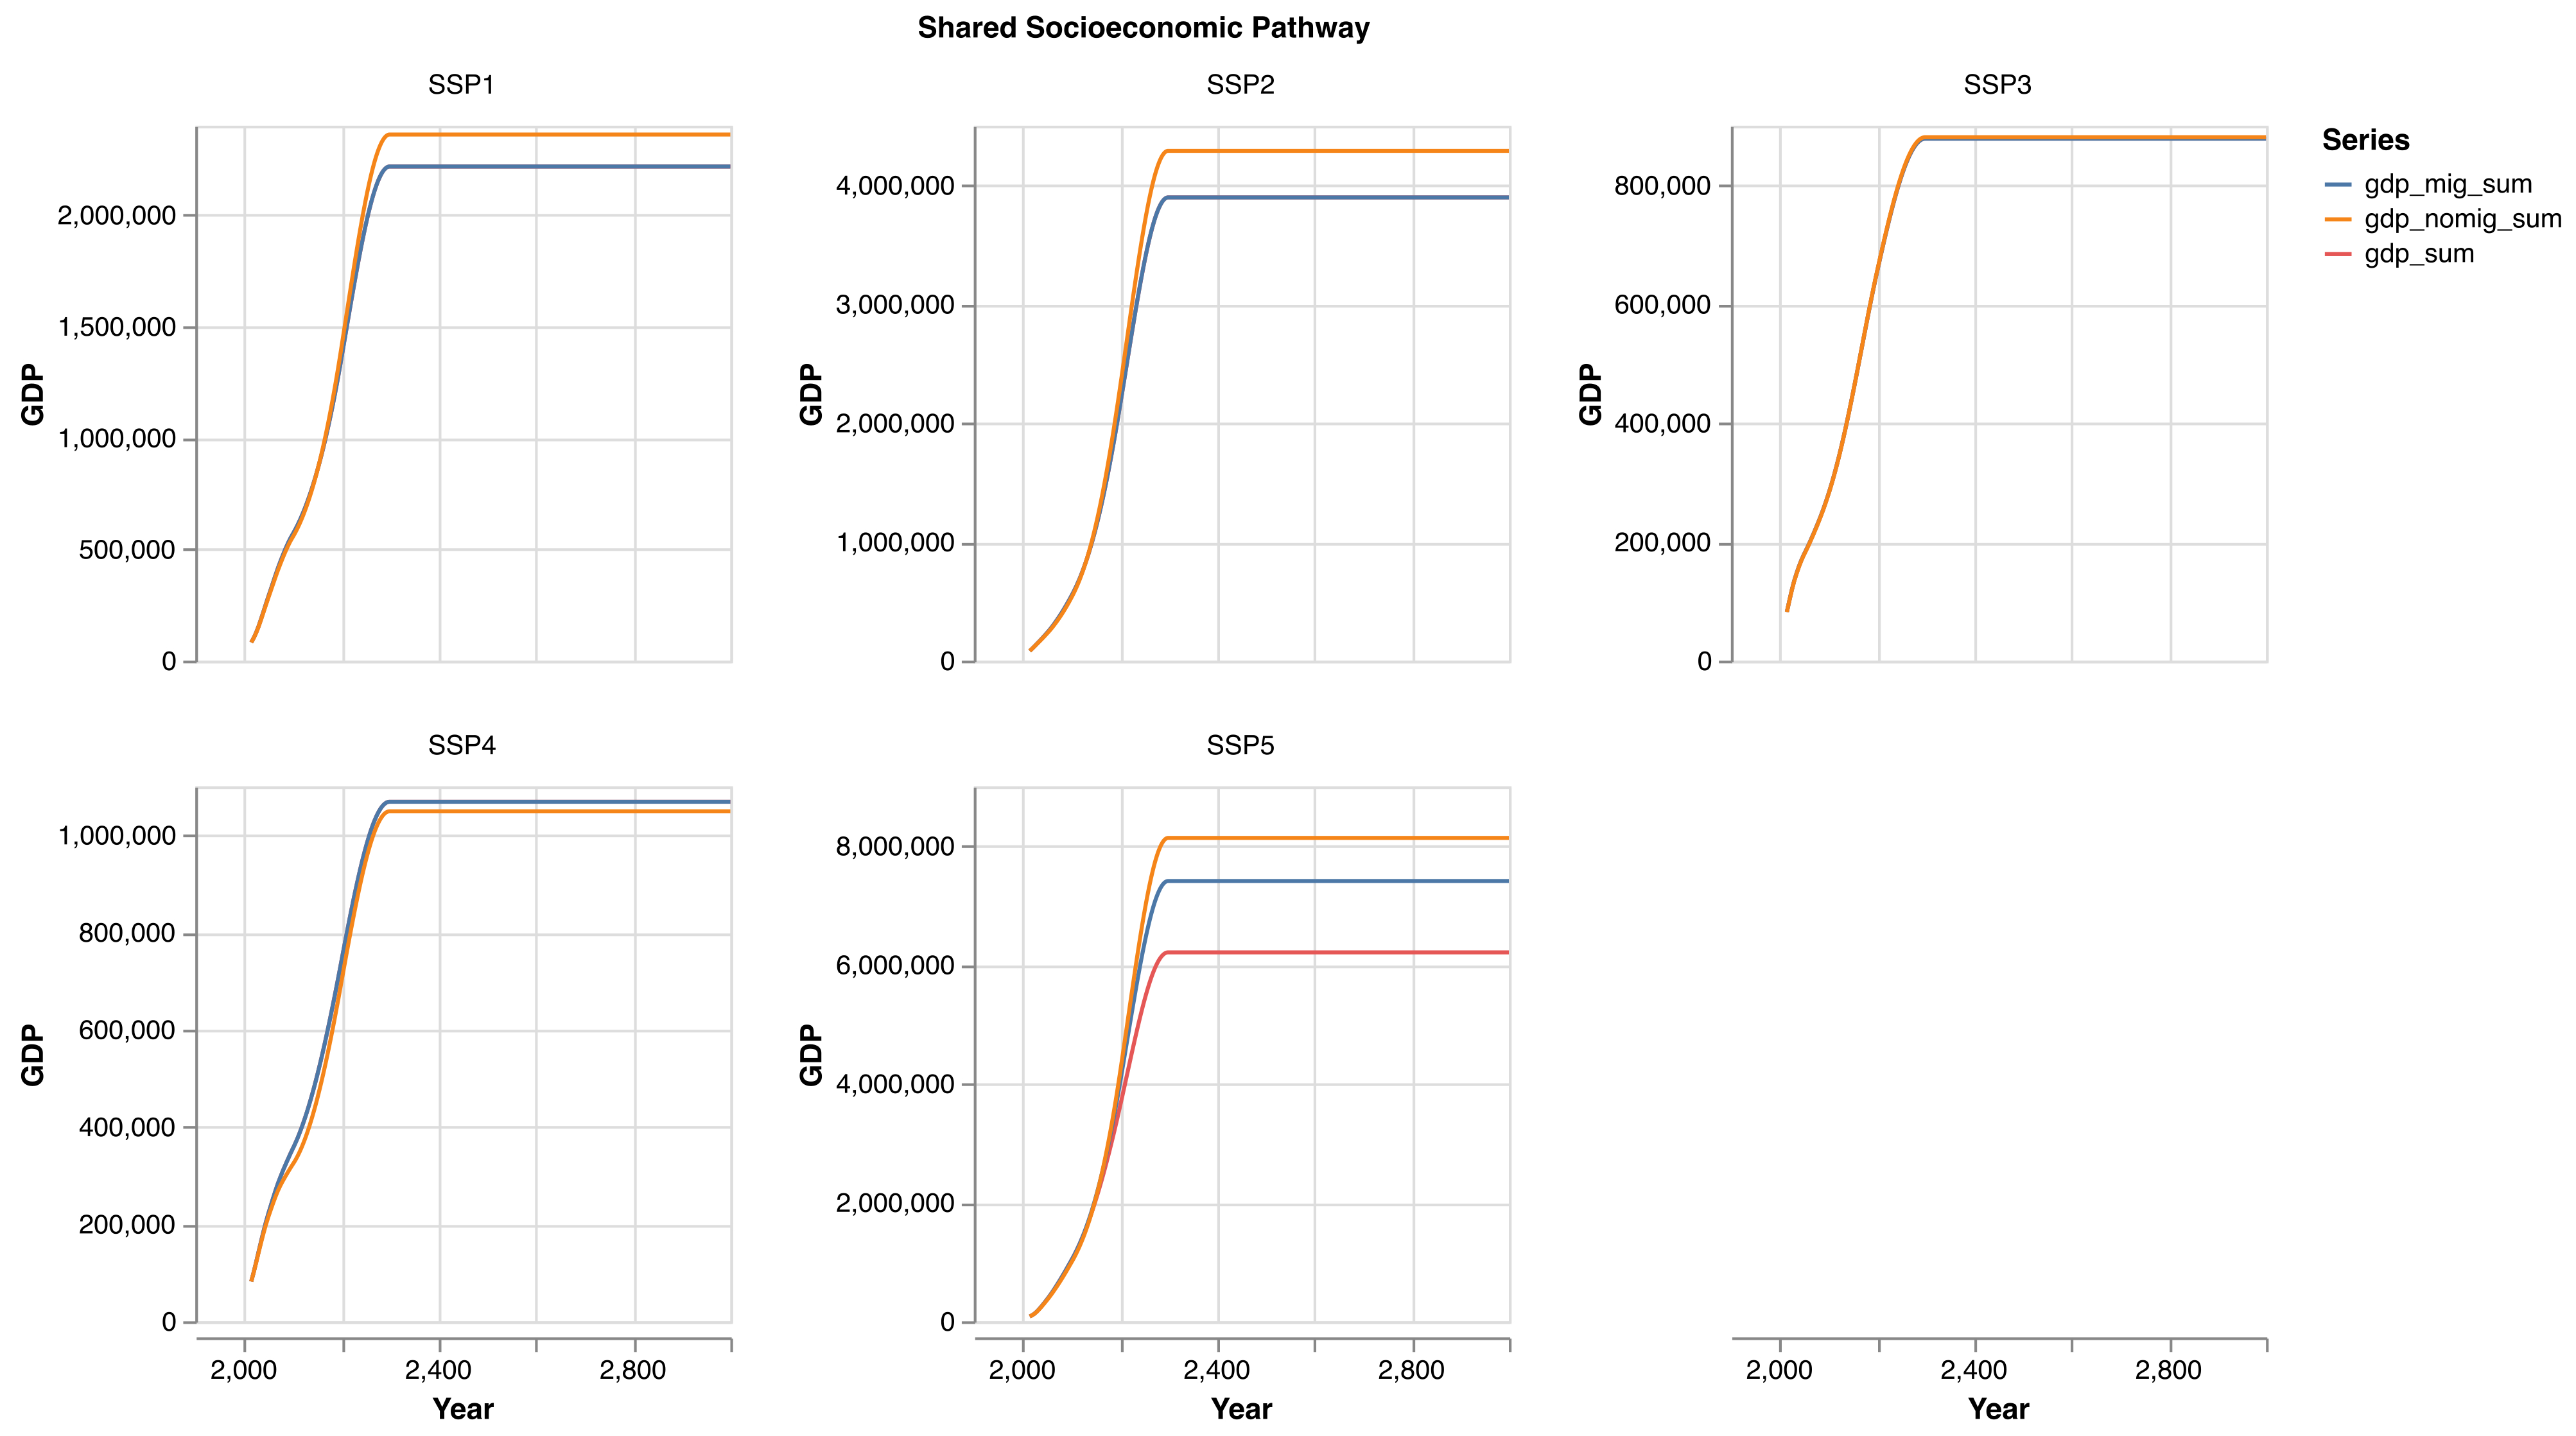 Shared Socioeconomic Pathway
SSP1
SSP2
SSP3
Series
gdp_mig_sum
gdp_nomig_sum
gdp_sum
GDP
2,000,000
1,500,000
1,000,000
500,000
0
GDP
4,000,000
3,000,000
2,000,000
1,000,000
0
GDP
800,000
600,000
400,000
200,000
0
SSP4
SSP5
GDP
1,000,000
800,000
600,000
400,000
200,000
0
GDP
8,000,000
6,000,000
4,000,000
2,000,000
0
2,000 2,400 2,800
Year
2,000 2,400 2,800
Year
2,000 2,400 2,800
Year